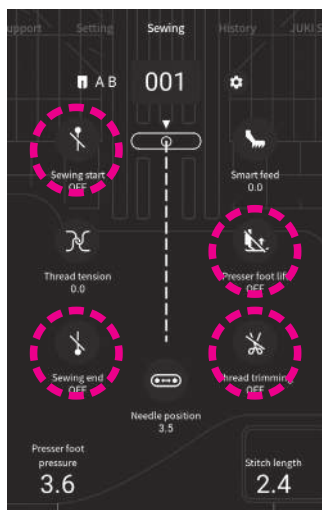 upport Setting Sewing History JUKI S
A B 001
Sewing start
OFF
Smart feed
0.0
Thread tension
0.0
Presser foot lift
OFF
Sewing end
OFF
Thread trimming
OFF
Needle position
3.5
Presser foot
pressure
3.6
Stitch length
2.4